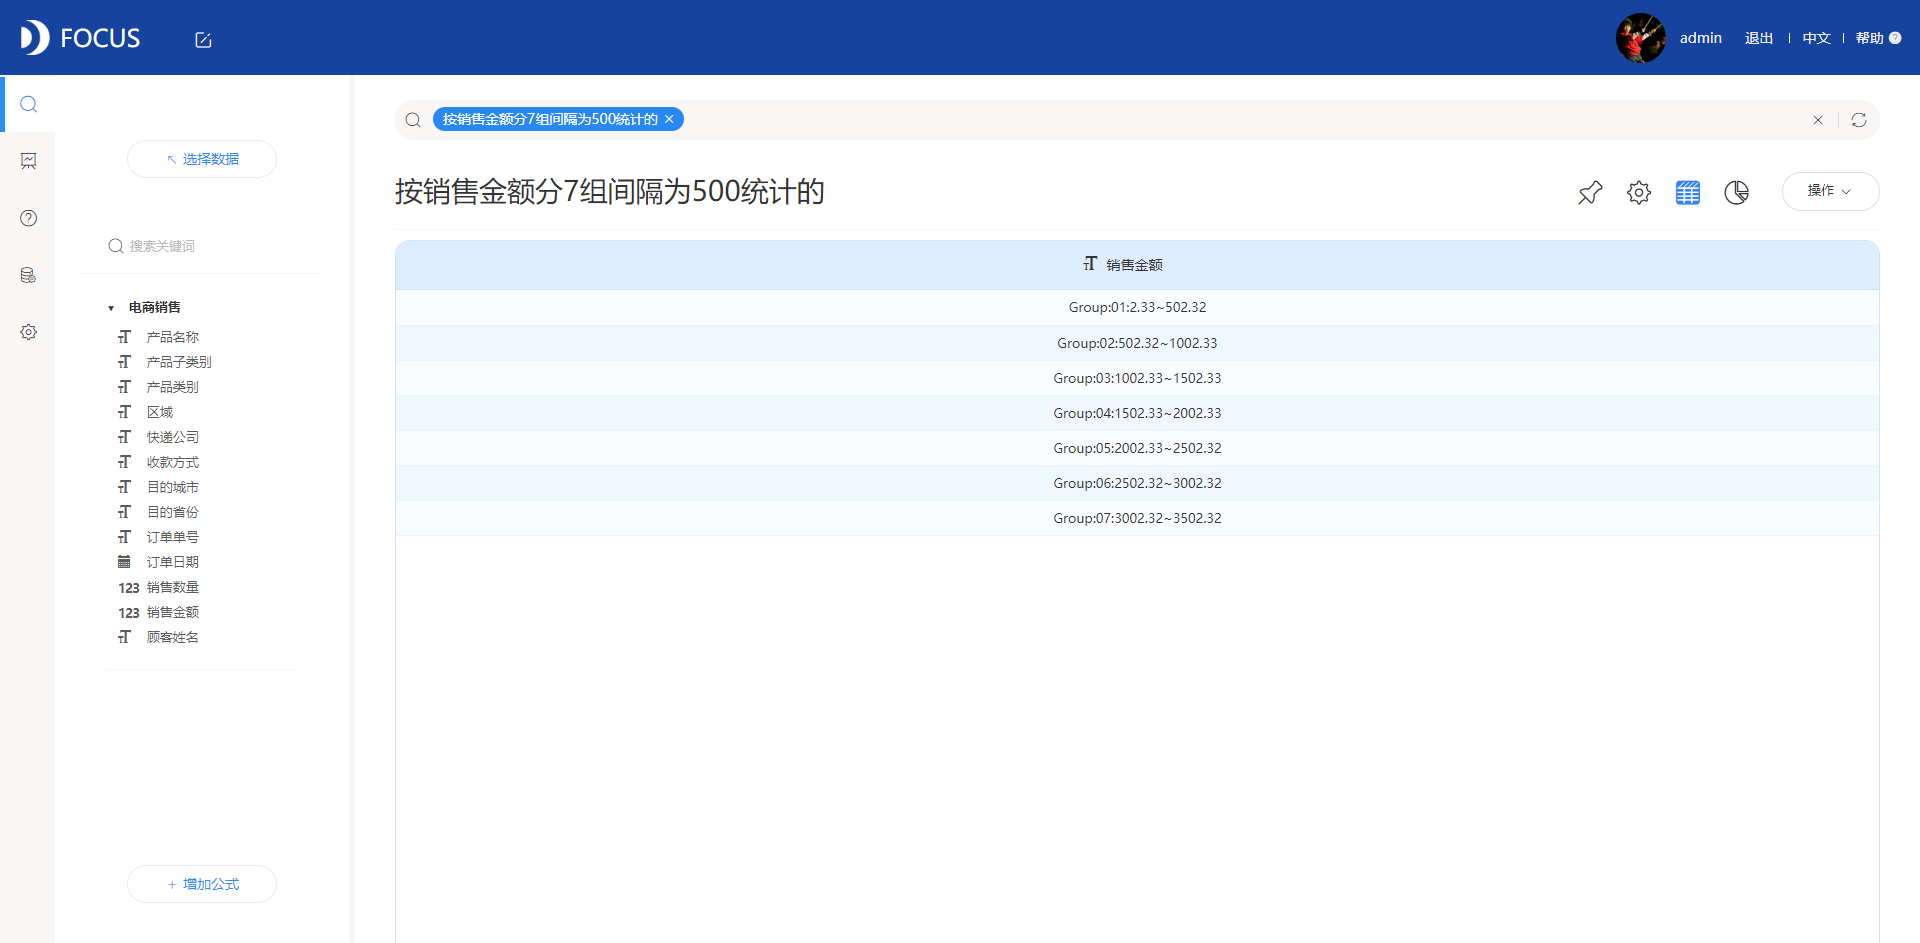 FOCUS
admin 退出 中文 帮助
按销售金额分7组间隔为500统计的
选择数据
按销售金额分7组间隔为500统计的
操作
搜索关键词
销售金额
电商销售
产品名称
产品子类别
产品类别
区域
快递公司
收款方式
目的城市
目的省份
订单单号
订单日期
123 销售数量
123 销售金额
顾客姓名
Group:01:2.33~502.32
Group:02:502.32~1002.33
Group:03:1002.33~1502.33
Group:04:1502.33~2002.33
Group:05:2002.33~2502.32
Group:06:2502.32~3002.32
Group:07:3002.32~3502.32
+ 增加公式